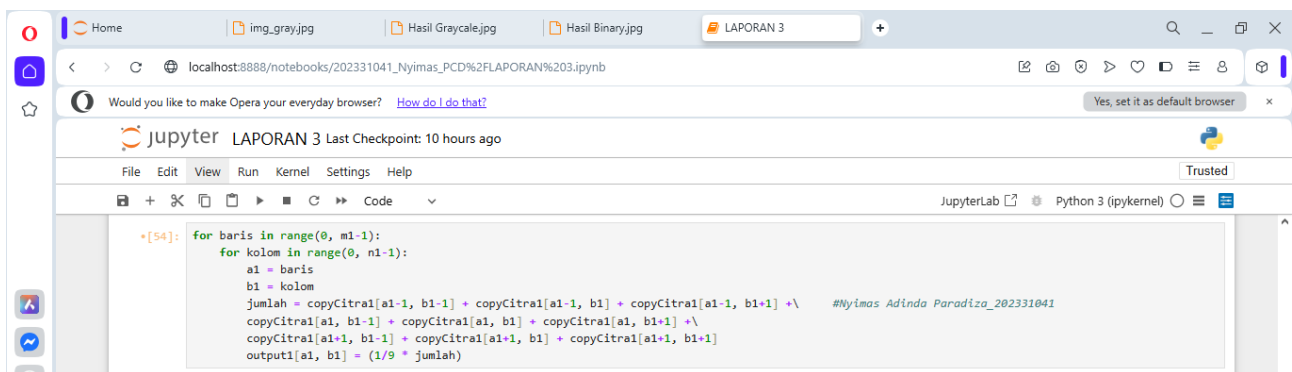 Home
img_gray.jpg
Hasil Graycale.jpg
Hasil Binary.jpg
LAPORAN 3
localhost:8888/notebooks/202331041_Nyimas_PCD%2FLAPORAN%203.ipynb
Would you like to make Opera your everyday browser? How do I do that?
Yes, set it as default browser
jupyter LAPORAN 3 Last Checkpoint: 10 hours ago
File Edit View Run Kernel Settings Help
Trusted
Code
JupyterLab
Python 3 (ipykernel)
*[54]: for baris in range(0, m1-1):
for kolom in range(0, n1-1):
a1 = baris
b1 = kolom
jumlah = copyCitra1[a1-1, b1-1] + copyCitra1[a1-1, b1] + copyCitra1[a1-1, b1+1] +\ #Nyimas Adinda Paradiza_202331041
copyCitra1[a1, b1-1] + copyCitra1[a1, b1] + copyCitra1[a1, b1+1] +\
copyCitra1[a1+1, b1-1] + copyCitra1[a1+1, b1] + copyCitra1[a1+1, b1+1]
output1[a1, b1] = (1/9 * jumlah)